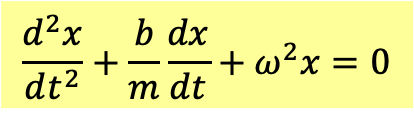 d²x/dt² + b/m dx/dt + ω²x = 0